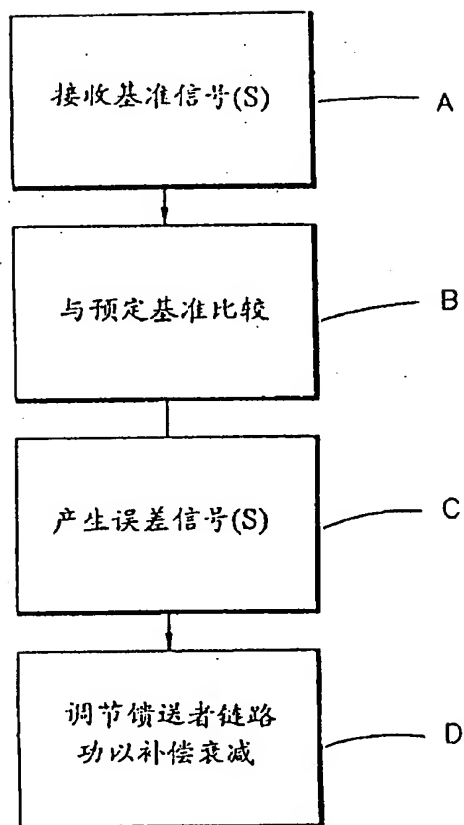 接收基准信号(S)
A
与预定基准比较
B
产生误差信号(S)
C
调节馈送者链路
功以补偿衰减
D